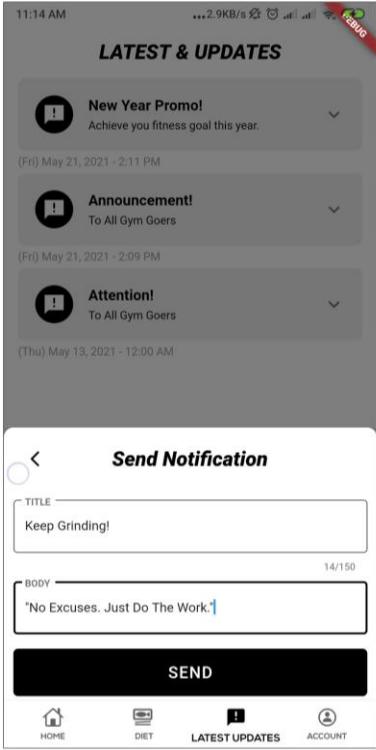 11:14 AM
...2.9KB/s
DEBUG
LATEST & UPDATES
New Year Promo!
Achieve you fitness goal this year.
(Fri) May 21, 2021 - 2:11 PM
Announcement!
To All Gym Goers
(Fri) May 21, 2021 - 2:09 PM
Attention!
To All Gym Goers
(Thu) May 13, 2021 - 12:00 AM
Send Notification
TITLE
Keep Grinding!
14/150
BODY
"No Excuses. Just Do The Work."
SEND
HOME
DIET
LATEST UPDATES
ACCOUNT